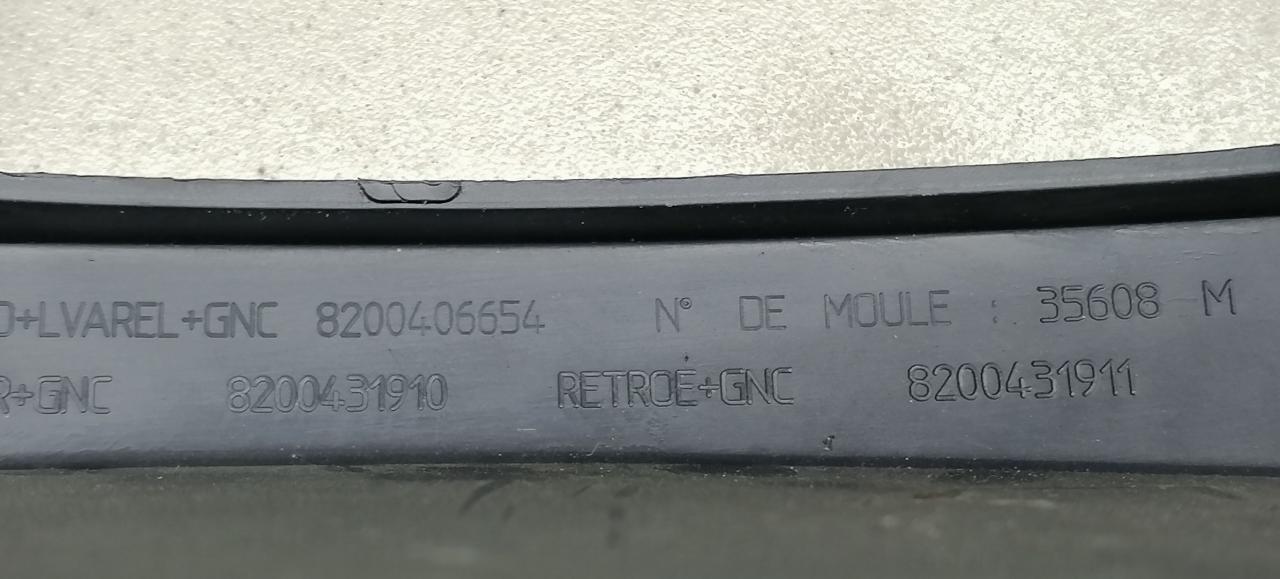 +LVAREL+GNC 8200406654 N° DE MOULE : 35608 M
+GNC 8200431910 RETROE+GNC 8200431911